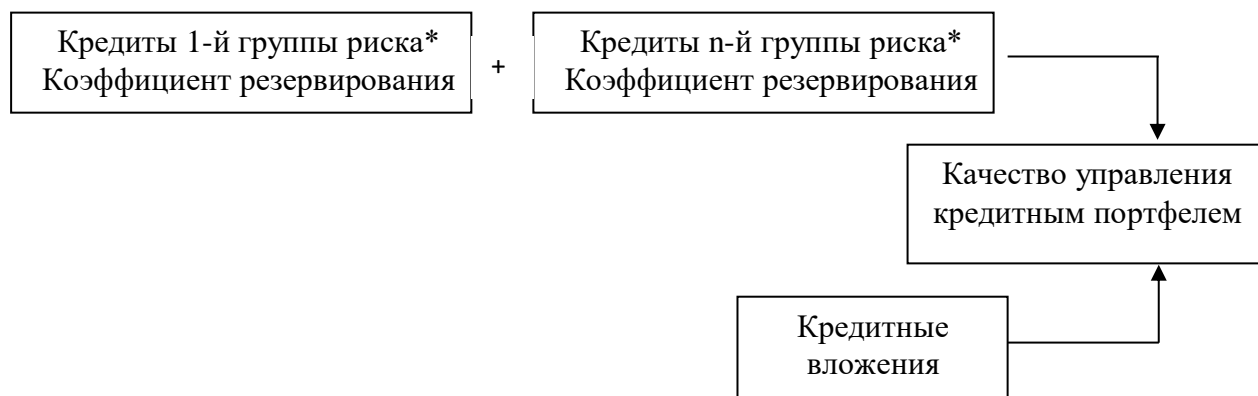 Кредиты 1-й группы риска*
Коэффициент резервирования
+
Кредиты n-й группы риска*
Коэффициент резервирования
Качество управления
кредитным портфелем
Кредитные
вложения